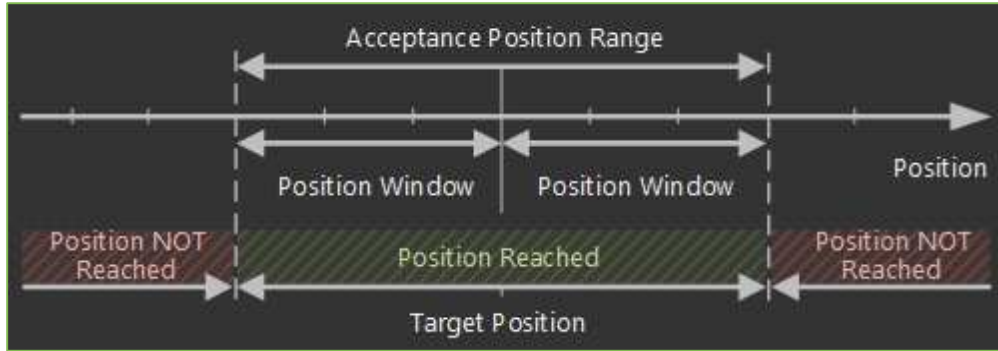 Acceptance Position Range
Position
Position Window
Position Window
Position NOT
Reached
Position Reached
Position NOT
Reached
Target Position